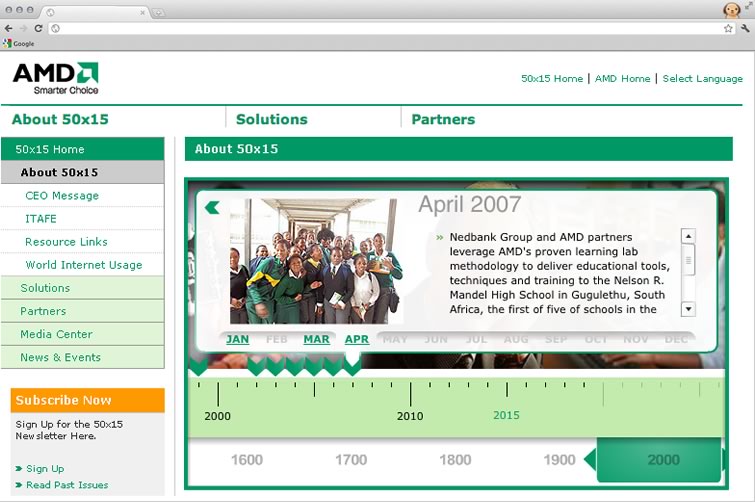 Google
AMD
Smarter Choice
50x15 Home | AMD Home | Select Language
About 50x15
Solutions
Partners
50x15 Home
About 50x15
CEO Message
ITAFE
Resource Links
World Internet Usage
Solutions
Partners
Media Center
News & Events
Subscribe Now
Sign Up for the 50x15
Newsletter Here.
» Sign Up
» Read Past Issues
About 50x15
April 2007
» Nedbank Group and AMD partners
leverage AMD's proven learning lab
methodology to deliver educational tools,
techniques and training to the Nelson R.
Mandel High School in Gugulethu, South
Africa, the first of five of schools in the
JAN FEB MAR APR MAY JUN JUL AUG SEP OCT NOV DEC
2000 2010 2015
1600 1700 1800 1900 2000